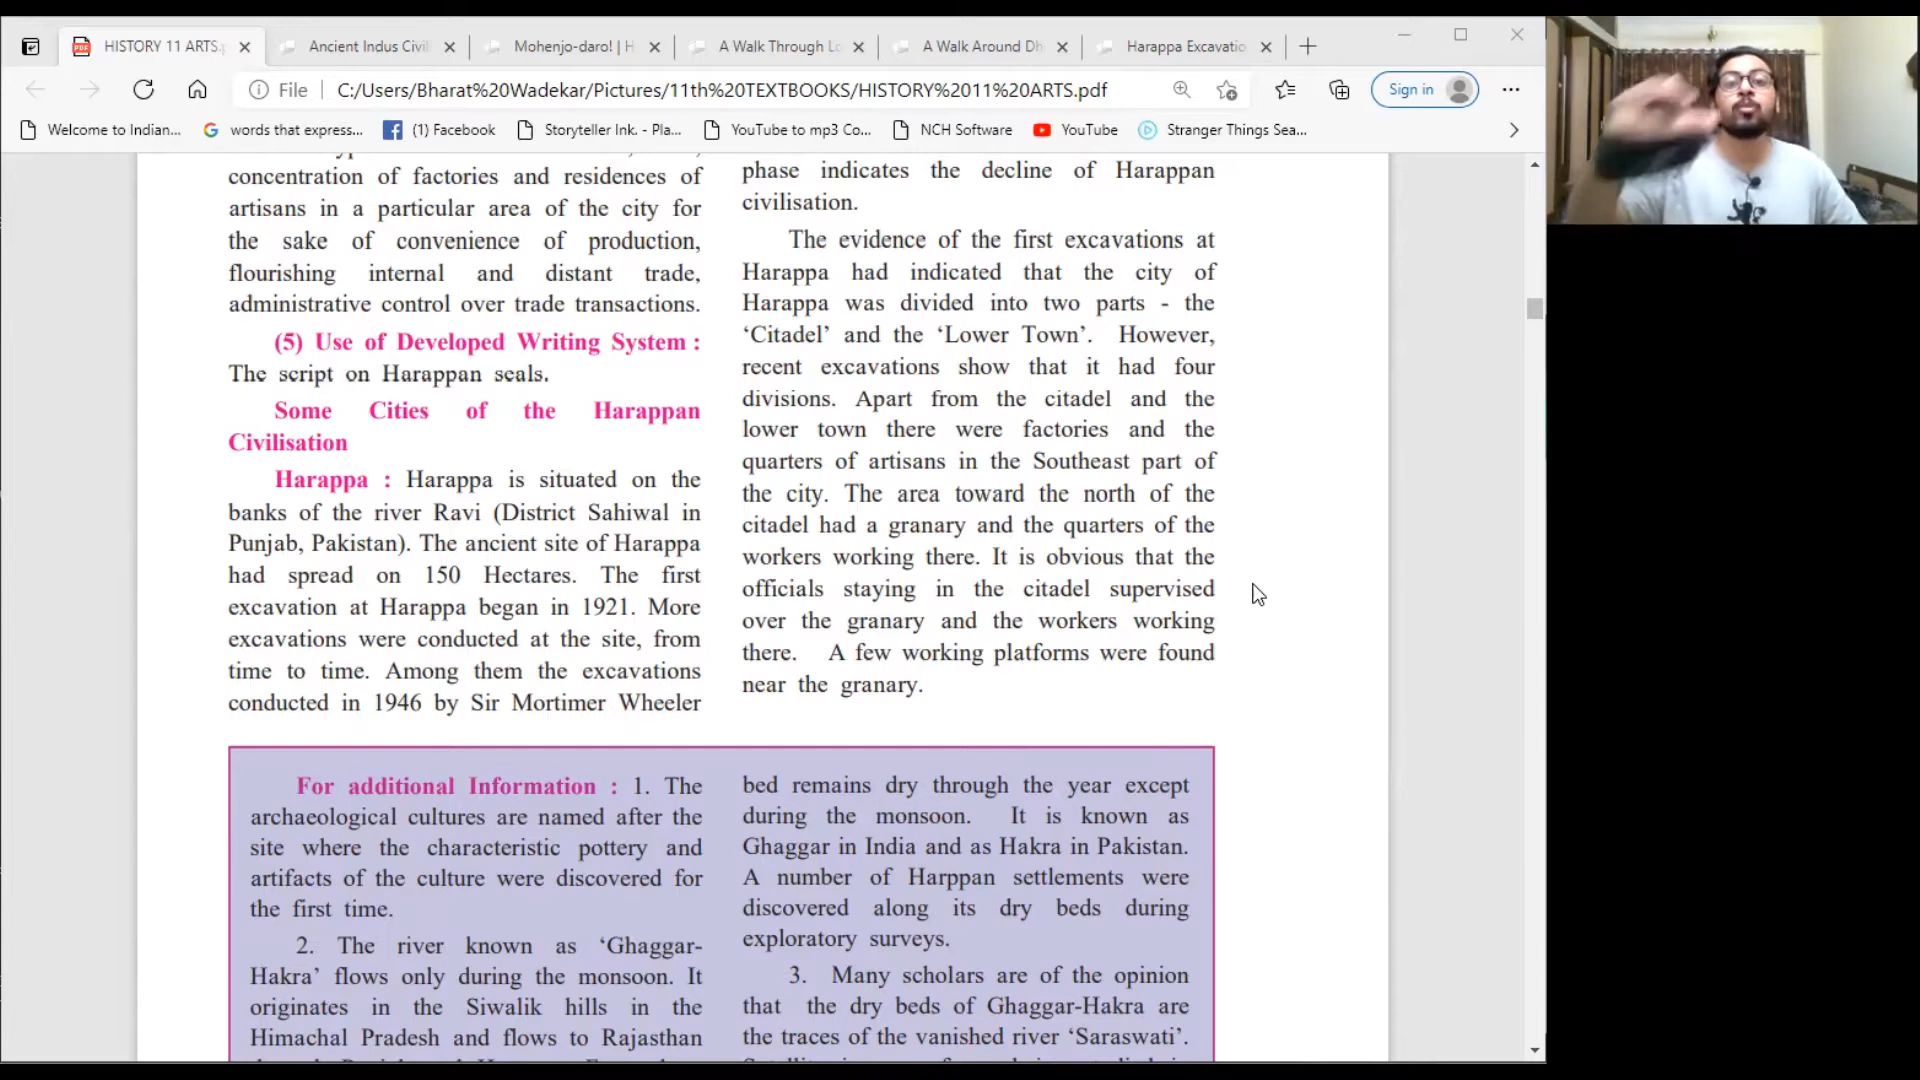 HISTORY 11 ARTS.p
Ancient Indus Civil
Mohenjo-daro! | H
A Walk Through Lo
A Walk Around Dh
Harappa Excavatio
File
C:/Users/Bharat%20Wadekar/Pictures/11th%20TEXTBOOKS/HISTORY%2011%20ARTS.pdf
Sign in
Welcome to Indian...
words that express...
(1) Facebook
Storyteller Ink. - Pla...
YouTube to mp3 Co...
NCH Software
YouTube
Stranger Things Sea...
concentration of factories and residences of
artisans in a particular area of the city for
the sake of convenience of production,
flourishing internal and distant trade,
administrative control over trade transactions.
(5) Use of Developed Writing System :
The script on Harappan seals.
Some Cities of the Harappan
Civilisation
Harappa : Harappa is situated on the
banks of the river Ravi (District Sahiwal in
Punjab, Pakistan). The ancient site of Harappa
had spread on 150 Hectares. The first
excavation at Harappa began in 1921. More
excavations were conducted at the site, from
time to time. Among them the excavations
conducted in 1946 by Sir Mortimer Wheeler
phase indicates the decline of Harappan
civilisation.
The evidence of the first excavations at
Harappa had indicated that the city of
Harappa was divided into two parts - the
‘Citadel’ and the ‘Lower Town’. However,
recent excavations show that it had four
divisions. Apart from the citadel and the
lower town there were factories and the
quarters of artisans in the Southeast part of
the city. The area toward the north of the
citadel had a granary and the quarters of the
workers working there. It is obvious that the
officials staying in the citadel supervised
over the granary and the workers working
there. A few working platforms were found
near the granary.
For additional Information : 1. The
archaeological cultures are named after the
site where the characteristic pottery and
artifacts of the culture were discovered for
the first time.
2. The river known as ‘Ghaggar-
Hakra’ flows only during the monsoon. It
originates in the Siwalik hills in the
Himachal Pradesh and flows to Rajasthan
bed remains dry through the year except
during the monsoon. It is known as
Ghaggar in India and as Hakra in Pakistan.
A number of Harppan settlements were
discovered along its dry beds during
exploratory surveys.
3. Many scholars are of the opinion
that the dry beds of Ghaggar-Hakra are
the traces of the vanished river ‘Saraswati’.